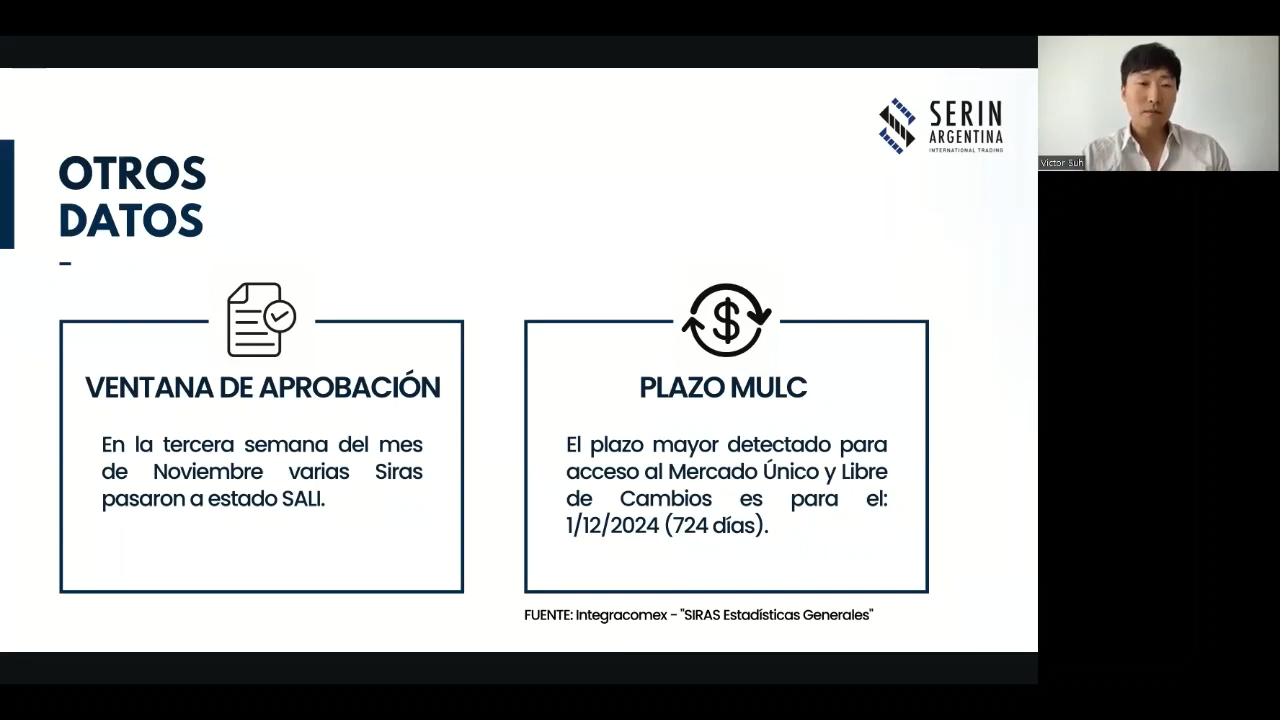 SERIN
ARGENTINA
INTERNATIONAL TRADING
Victor Suh
OTROS
DATOS
VENTANA DE APROBACIÓN
En la tercera semana del mes
de Noviembre varias Siras
pasaron a estado SALI.
PLAZO MULC
El plazo mayor detectado para
acceso al Mercado Único y Libre
de Cambios es para el:
1/12/2024 (724 días).
FUENTE: Integracomex - "SIRAS Estadísticas Generales"